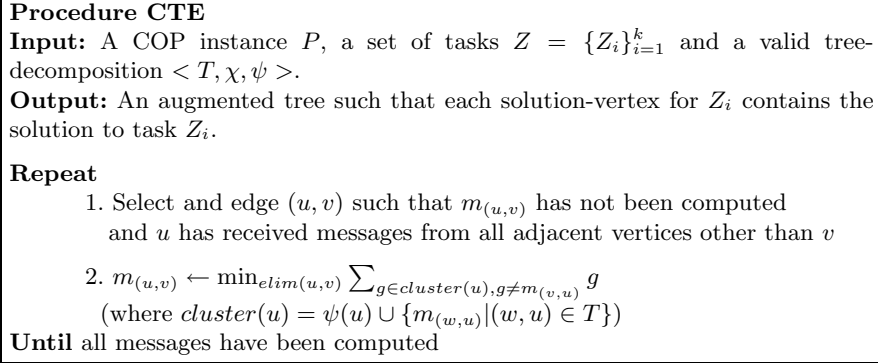 Procedure CTE
Input: A COP instance P, a set of tasks Z = {Z_i}_{i=1}^k and a valid tree-
decomposition < T, χ, ψ >.
Output: An augmented tree such that each solution-vertex for Z_i contains the
solution to task Z_i.
Repeat
1. Select and edge (u, v) such that m_{(u,v)} has not been computed
and u has received messages from all adjacent vertices other than v
2. m_{(u,v)} ← min_{elim(u,v)} ∑_{g∈cluster(u),g≠m_{(v,u)}} g
(where cluster(u) = ψ(u) ∪ {m_{(w,u)}|(w, u) ∈ T})
Until all messages have been computed